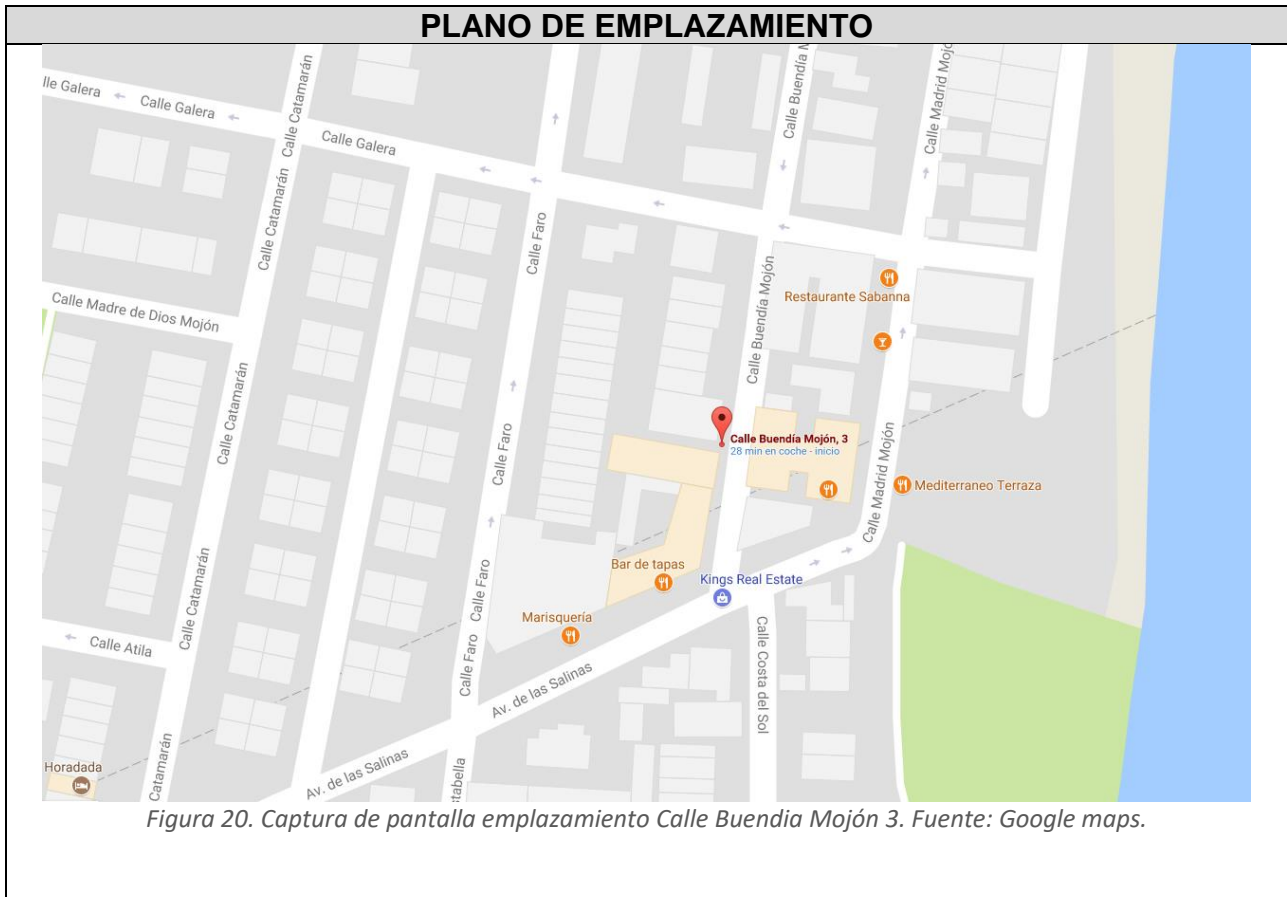 PLANO DE EMPLAZAMIENTO
Calle Buendía M
Calle Madrid Mojó
lle Galera
Calle Galera
Calle Catamarán
Calle Galera
Calle Catamarán
Calle Faro
Calle Catamarán
Calle Madre de Dios Mojón
Calle Buendía Mojón
Restaurante Sabanna
Calle Catamarán
Calle Faro
Calle Buendía Mojón, 3
28 min en coche - inicio
Calle Madrid Mojón
Mediterraneo Terraza
Calle Catamarán
Calle Faro
Calle Faro
Bar de tapas
Kings Real Estate
Marisquería
Calle Atila
Calle Costa del Sol
Av. de las Salinas
Horadada
Catamarán
Av. de las Salinas
stabella
Figura 20. Captura de pantalla emplazamiento Calle Buendia Mojón 3. Fuente: Google maps.